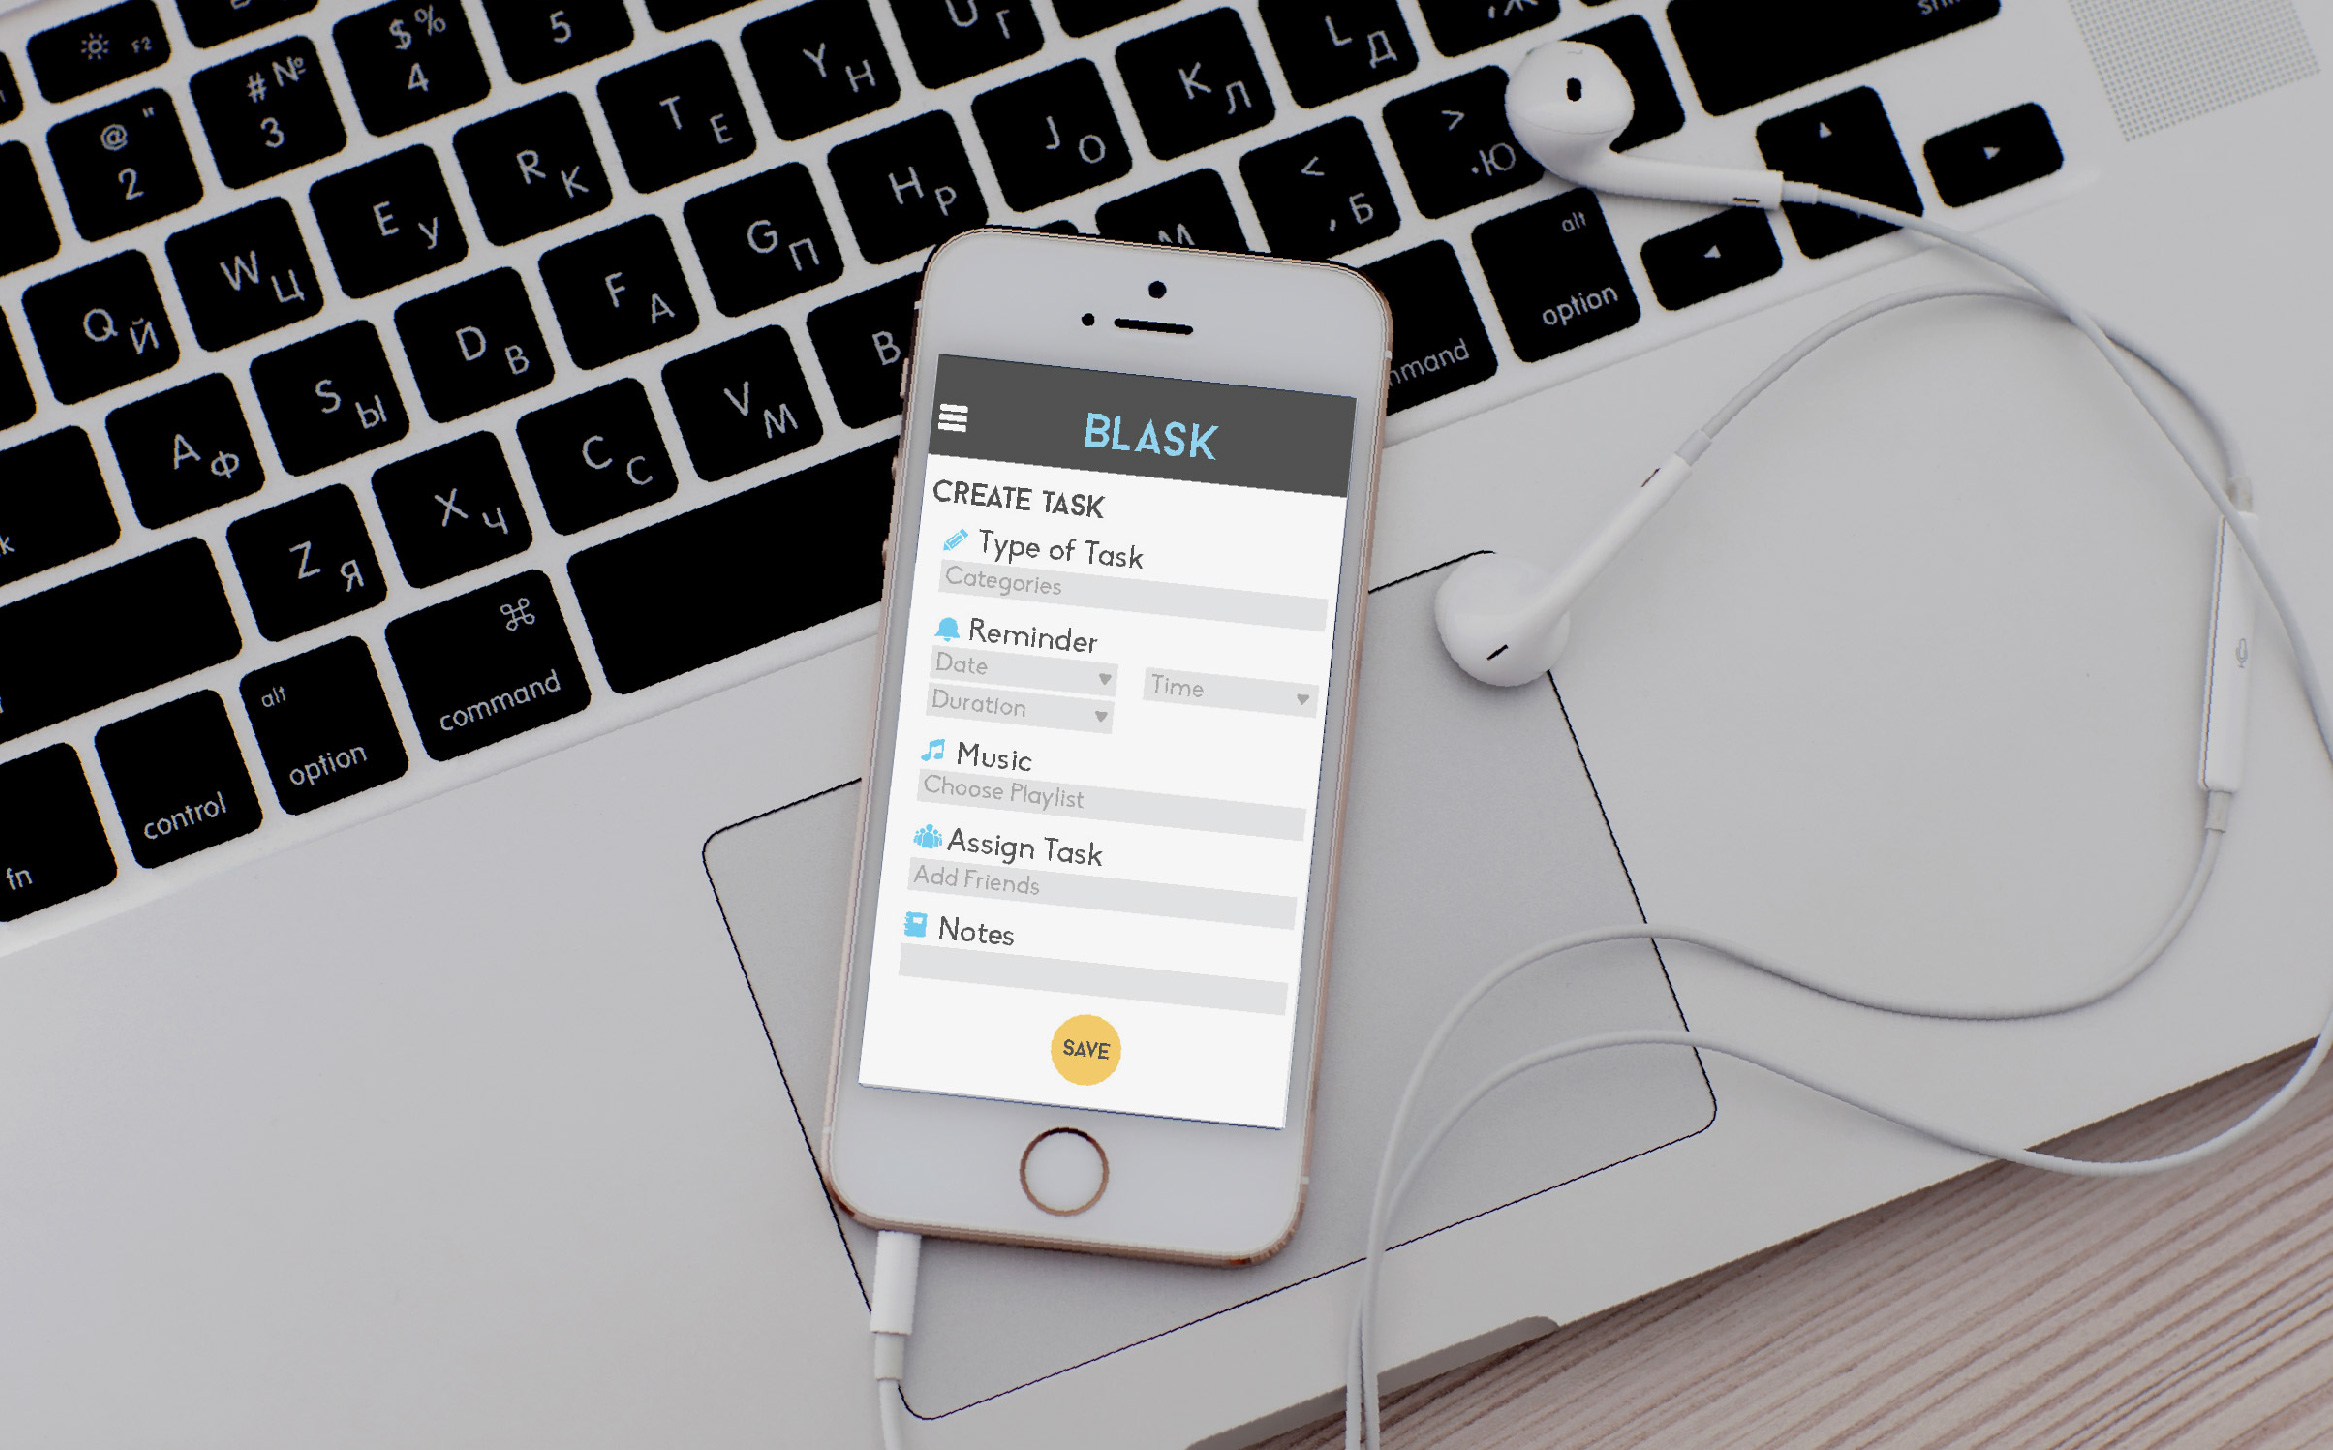 F2
$ %
4
5
# №
3
@ "
2
Q Й
W Ц
E У
R К
T Е
Y Н
U Г
J О
K Л
L Д
A Ф
S Ы
D В
F А
G П
H Р
Z Я
X Ч
C С
V М
B
M
< , Б
> . Ю
alt
option
command
fn
control
alt
option
command
BLASK
CREATE TASK
Type of Task
Categories
Reminder
Date
Time
Duration
Music
Choose Playlist
Assign Task
Add Friends
Notes
SAVE